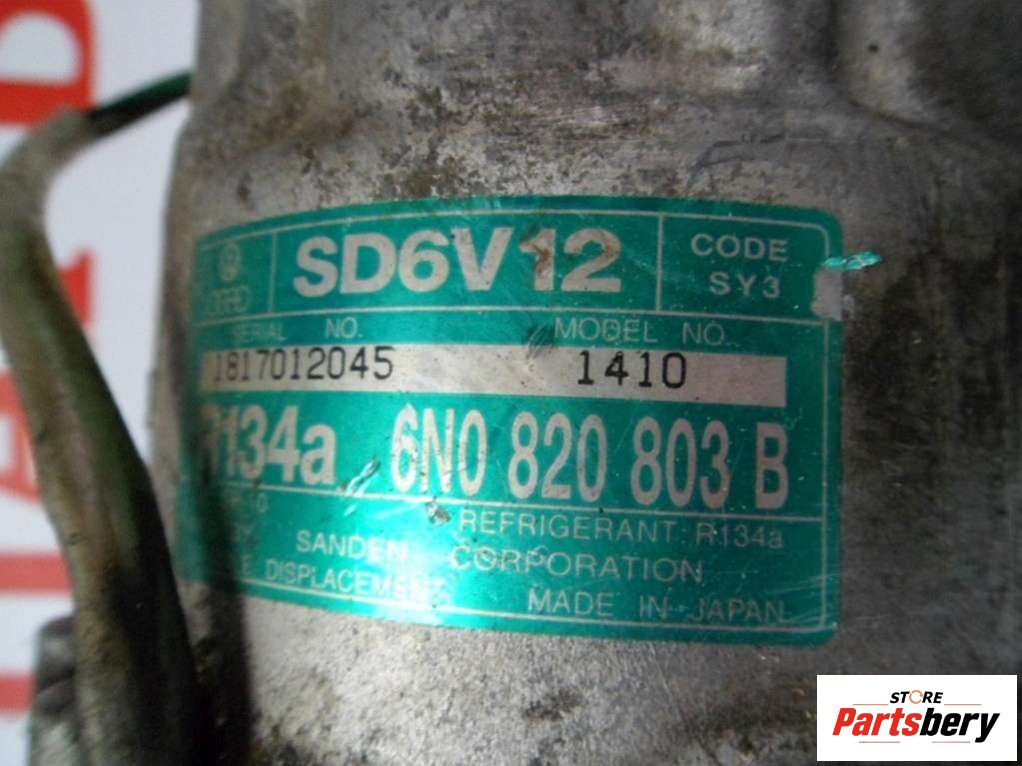 SD6V12
CODE
SY3
SERIAL NO.
MODEL NO.
1817012045
1410
R134a 6N0 820 803 B
REFRIGERANT: R134a
SANDEN CORPORATION
DISPLACEMENT
MADE IN JAPAN
STORE
Partsbery